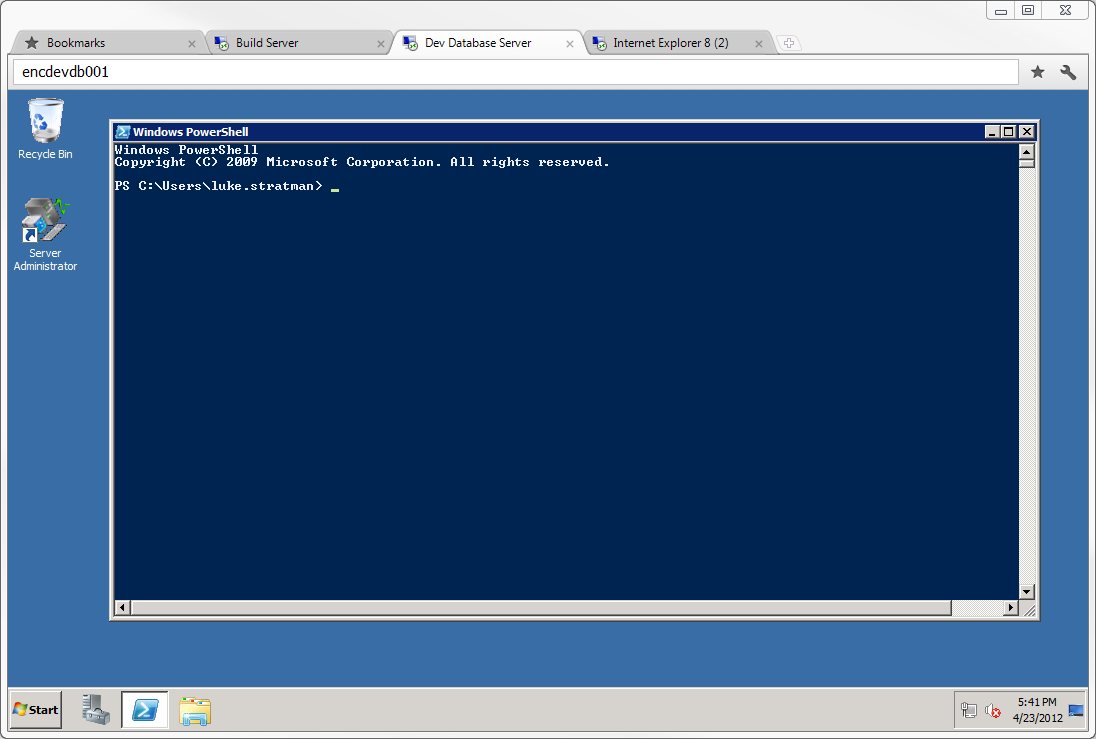 Bookmarks
Build Server
Dev Database Server
Internet Explorer 8 (2)
encdevdb001
Recycle Bin
Server
Administrator
Windows PowerShell
Windows PowerShell
Copyright (C) 2009 Microsoft Corporation. All rights reserved.
PS C:\Users\luke.stratman> _
Start
5:41 PM
4/23/2012